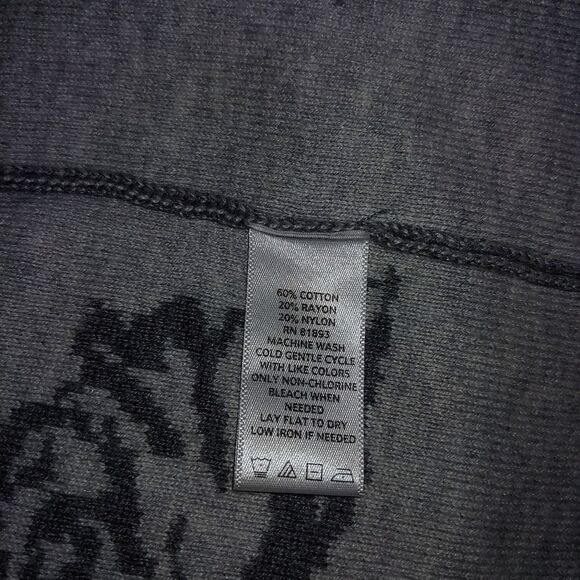 60% COTTON
20% RAYON
20% NYLON
RN 81893
MACHINE WASH
COLD GENTLE CYCLE
WITH LIKE COLORS
ONLY NON-CHLORINE
BLEACH WHEN
NEEDED
LAY FLAT TO DRY
LOW IRON IF NEEDED